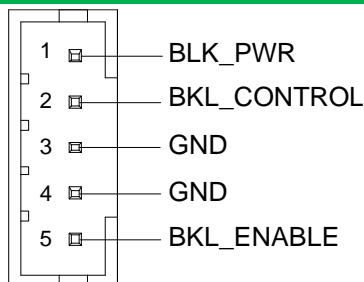 1 BLK_PWR
2 BKL_CONTROL
3 GND
4 GND
5 BKL_ENABLE